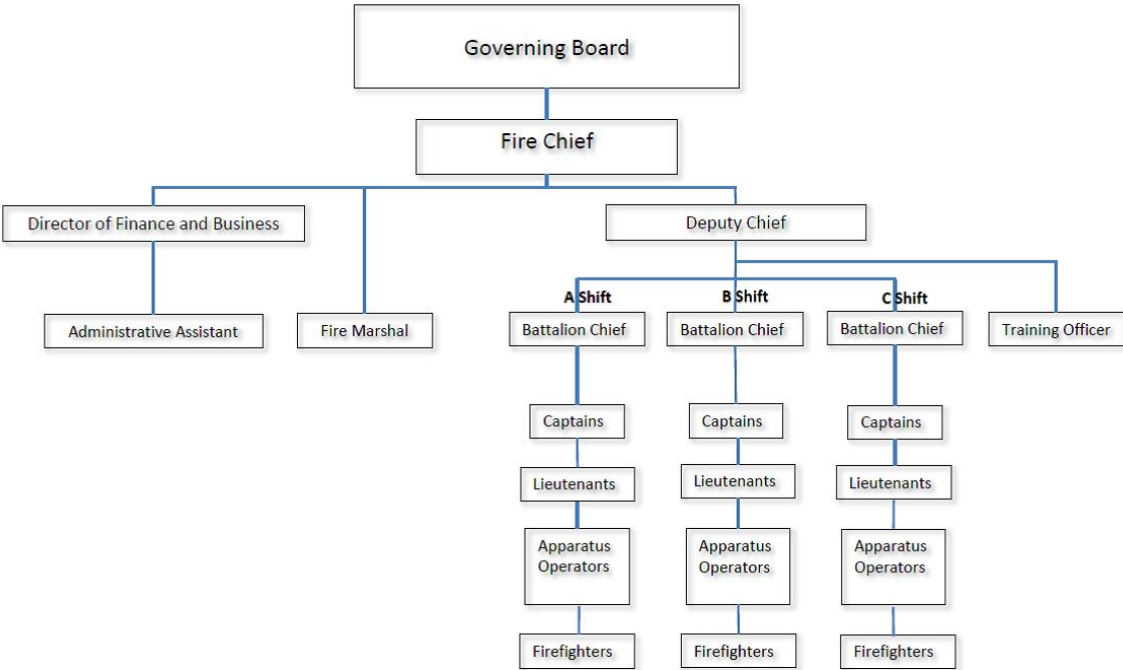 Governing Board
Fire Chief
Director of Finance and Business
Deputy Chief
A Shift
B Shift
C Shift
Administrative Assistant
Fire Marshal
Battalion Chief
Battalion Chief
Battalion Chief
Training Officer
Captains
Captains
Captains
Lieutenants
Lieutenants
Lieutenants
Apparatus
Operators
Apparatus
Operators
Apparatus
Operators
Firefighters
Firefighters
Firefighters